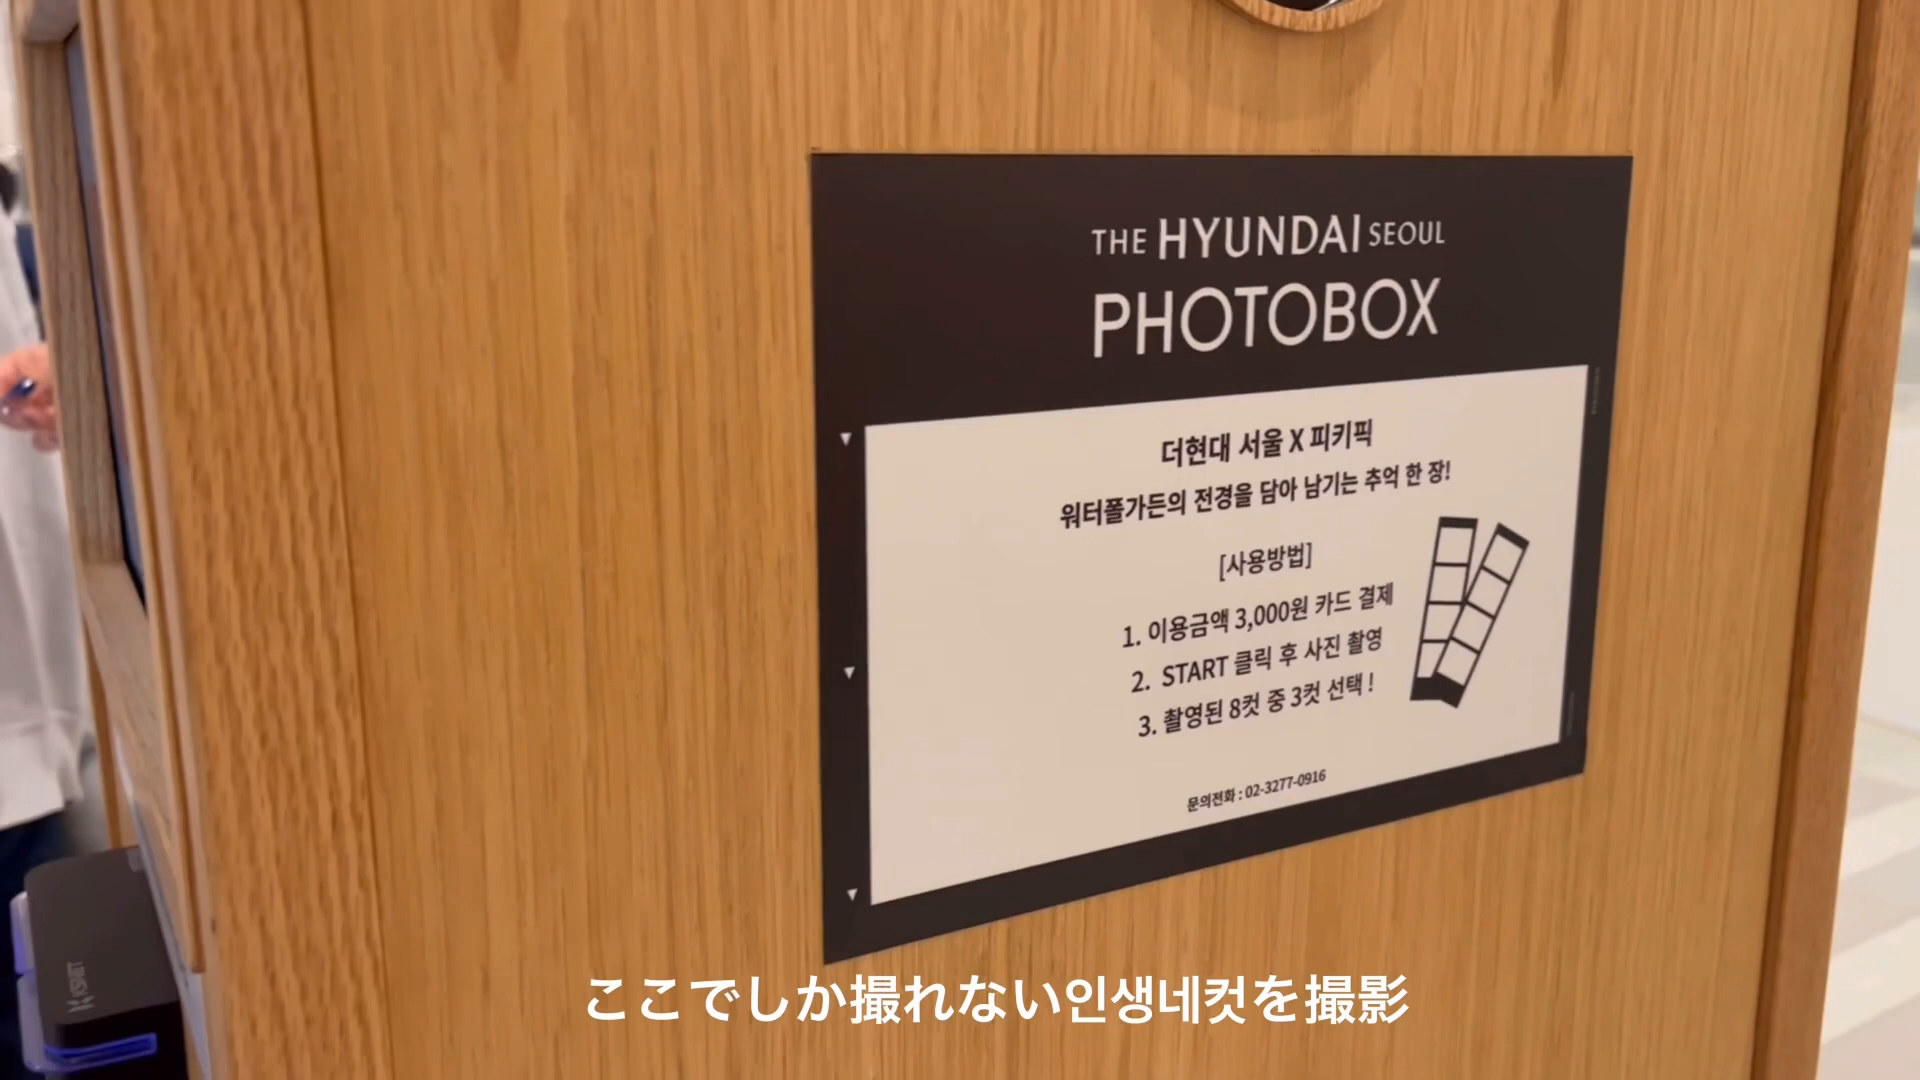 THE HYUNDAI SEOUL
PHOTOBOX
더현대 서울 X 피키픽
워터폴가든의 전경을 담아 남기는 추억 한 장!
[사용방법]
1. 이용금액 3,000원 카드 결제
2. START 클릭 후 사진 촬영
3. 촬영된 8컷 중 3컷 선택!
문의전화 : 02-3277-0916
KSNET
ここでしか撮れない인생네컷を撮影